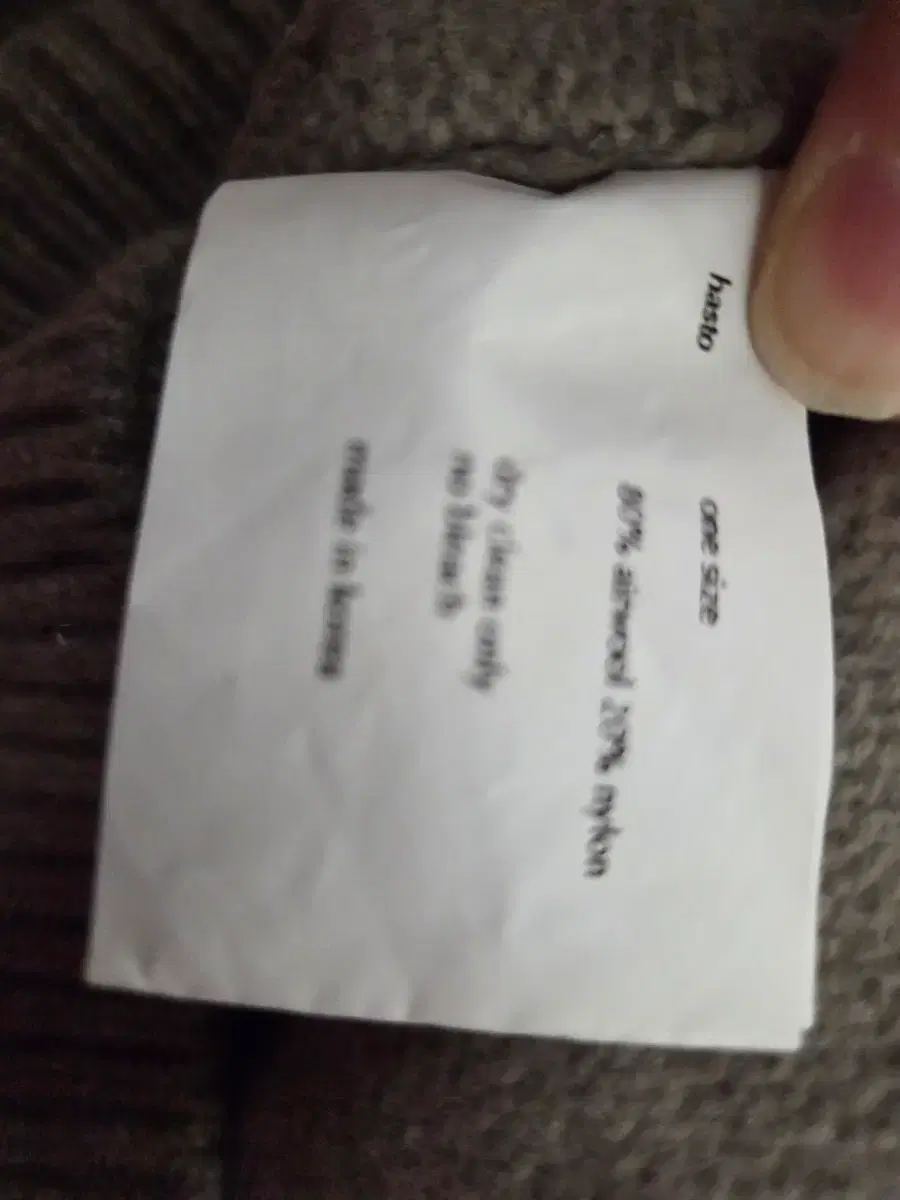 hasto
one size
80% airwool 20% nylon
dry clean only
no bleach
made in korea